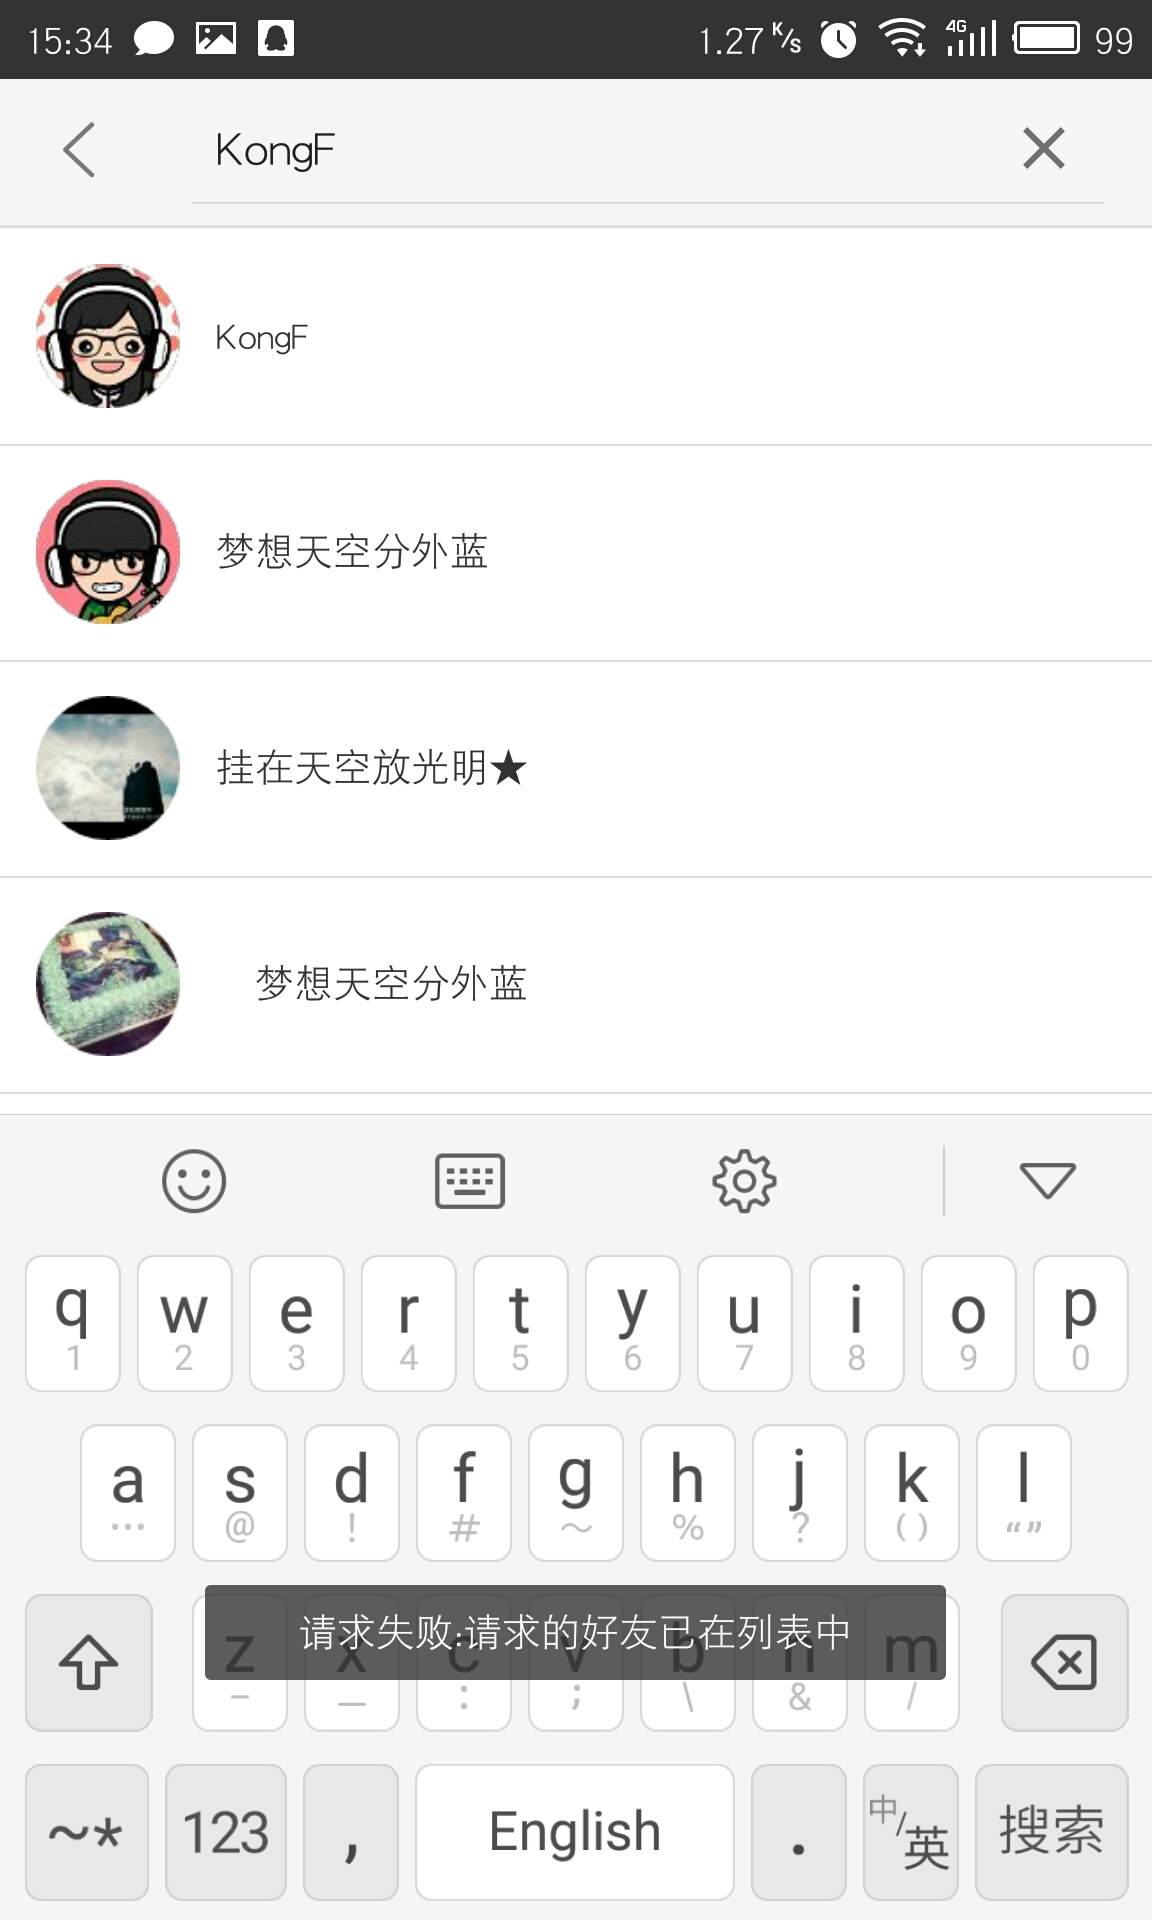 15:34 1.27 K/s 4G 99
KongF
KongF
梦想天空分外蓝
挂在天空放光明★
梦想天空分外蓝
q w e r t y u i o p
1 2 3 4 5 6 7 8 9 0
a s d f g h j k l
… @ ! # ～ % ? ( ) “ ”
请求失败:请求的好友已在列表中
z x c v b n m
– — : ; \ & /
~* 123 , English . 中/英 搜索